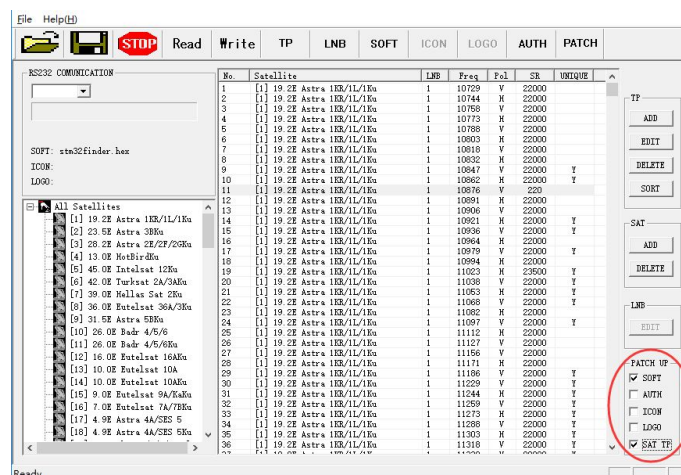 File Help(H)
STOP Read Write TP LNB SOFT ICON LOGO AUTH PATCH
RS232 COMUNICATION
SOFT: stm32finder.hex
ICON:
LOGO:
All Satellites
[1] 19.2E Astra 1KR/1L/1Ku
[2] 23.5E Astra 3BKu
[3] 28.2E Astra 2E/2F/2GKu
[4] 13.0E HotBirdKu
[5] 45.0E Intelsat 12Ku
[6] 42.0E Turksat 2A/3AKu
[7] 39.0E Hellas Sat 2Ku
[8] 36.0E Eutelsat 36A/3Ku
[9] 31.5E Astra 5BKu
[10] 26.0E Badr 4/5/6
[11] 26.0E Badr 4/5/6Ku
[12] 16.0E Eutelsat 16AKu
[13] 10.0E Eutelsat 10A
[14] 10.0E Eutelsat 10AKu
[15] 9.0E Eutelsat 9A/KaKu
[16] 7.0E Eutelsat 7A/7BKu
[17] 4.9E Astra 4A/SES 5
[18] 4.9E Astra 4A/SES 5Ku
No. Satellite LNB Freq Pol SR UNIQUE
1 [1] 19.2E Astra 1KR/1L/1Ku 1 10729 V 22000
2 [1] 19.2E Astra 1KR/1L/1Ku 1 10744 H 22000
3 [1] 19.2E Astra 1KR/1L/1Ku 1 10758 V 22000
4 [1] 19.2E Astra 1KR/1L/1Ku 1 10773 H 22000
5 [1] 19.2E Astra 1KR/1L/1Ku 1 10788 V 22000
6 [1] 19.2E Astra 1KR/1L/1Ku 1 10803 H 22000
7 [1] 19.2E Astra 1KR/1L/1Ku 1 10818 V 22000
8 [1] 19.2E Astra 1KR/1L/1Ku 1 10832 H 22000
9 [1] 19.2E Astra 1KR/1L/1Ku 1 10847 V 22000 Y
10 [1] 19.2E Astra 1KR/1L/1Ku 1 10862 H 22000 Y
11 [1] 19.2E Astra 1KR/1L/1Ku 1 10876 V 220
12 [1] 19.2E Astra 1KR/1L/1Ku 1 10891 H 22000
13 [1] 19.2E Astra 1KR/1L/1Ku 1 10906 V 22000
14 [1] 19.2E Astra 1KR/1L/1Ku 1 10921 H 22000 Y
15 [1] 19.2E Astra 1KR/1L/1Ku 1 10936 V 22000 Y
16 [1] 19.2E Astra 1KR/1L/1Ku 1 10964 H 22000
17 [1] 19.2E Astra 1KR/1L/1Ku 1 10979 V 22000 Y
18 [1] 19.2E Astra 1KR/1L/1Ku 1 10994 H 22000
19 [1] 19.2E Astra 1KR/1L/1Ku 1 11023 H 23500 Y
20 [1] 19.2E Astra 1KR/1L/1Ku 1 11038 V 22000 Y
21 [1] 19.2E Astra 1KR/1L/1Ku 1 11053 H 22000 Y
22 [1] 19.2E Astra 1KR/1L/1Ku 1 11068 V 22000 Y
23 [1] 19.2E Astra 1KR/1L/1Ku 1 11082 H 22000
24 [1] 19.2E Astra 1KR/1L/1Ku 1 11097 V 22000 Y
25 [1] 19.2E Astra 1KR/1L/1Ku 1 11112 H 22000
26 [1] 19.2E Astra 1KR/1L/1Ku 1 11127 V 22000
27 [1] 19.2E Astra 1KR/1L/1Ku 1 11156 V 22000
28 [1] 19.2E Astra 1KR/1L/1Ku 1 11171 H 22000
29 [1] 19.2E Astra 1KR/1L/1Ku 1 11186 V 22000 Y
30 [1] 19.2E Astra 1KR/1L/1Ku 1 11229 V 22000 Y
31 [1] 19.2E Astra 1KR/1L/1Ku 1 11244 H 22000 Y
32 [1] 19.2E Astra 1KR/1L/1Ku 1 11259 V 22000 Y
33 [1] 19.2E Astra 1KR/1L/1Ku 1 11273 H 22000 Y
34 [1] 19.2E Astra 1KR/1L/1Ku 1 11288 V 22000 Y
35 [1] 19.2E Astra 1KR/1L/1Ku 1 11303 H 22000 Y
36 [1] 19.2E Astra 1KR/1L/1Ku 1 11318 V 22000 Y
TP
ADD
EDIT
DELETE
SORT
SAT
ADD
DELETE
LNB
EDIT
PATCH UP
SOFT
AUTH
ICON
LOGO
SAT TP
Ready